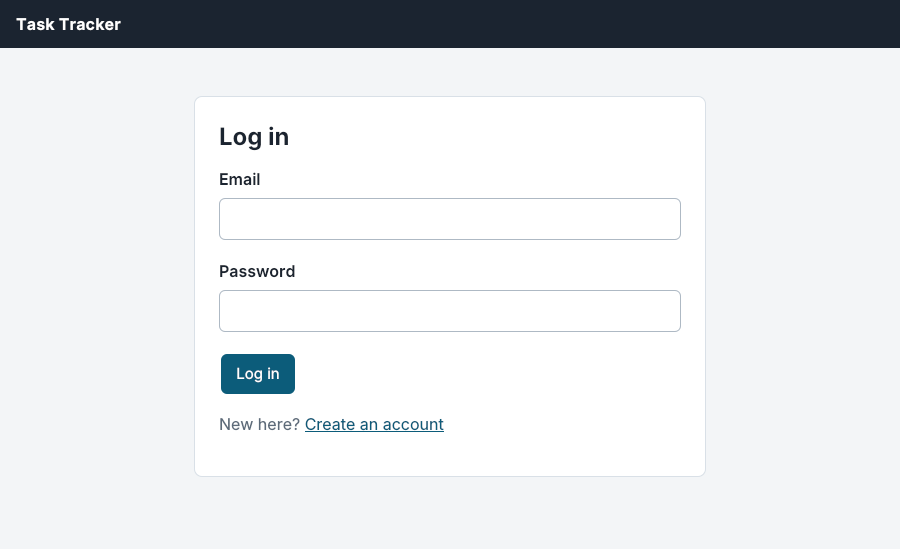 Task Tracker
Log in
Email
Password
Log in
New here? Create an account